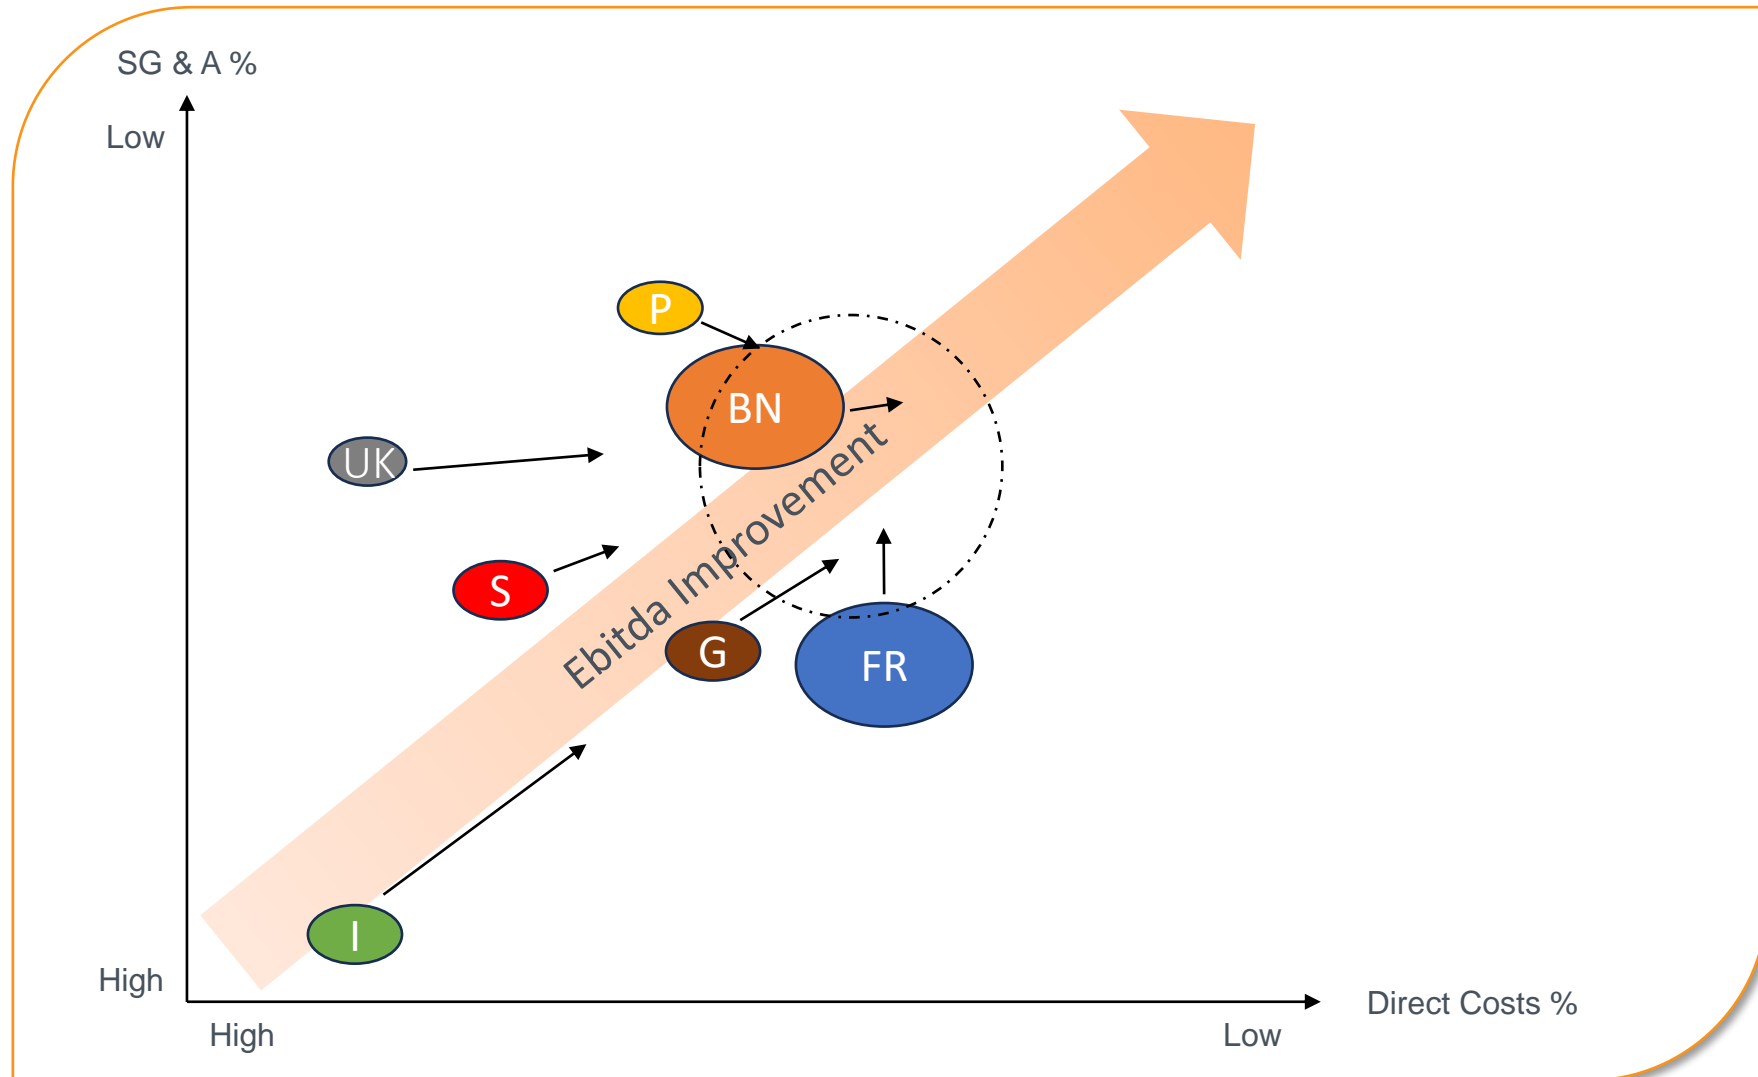 SG & A %
Low
P
BN
UK
Ebitda Improvement
S
G
FR
I
High
Direct Costs %
High
Low